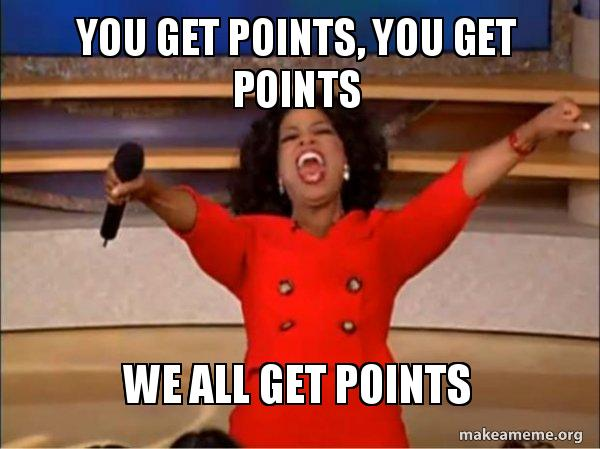 YOU GET POINTS, YOU GET
POINTS
WE ALL GET POINTS
makeameme.org